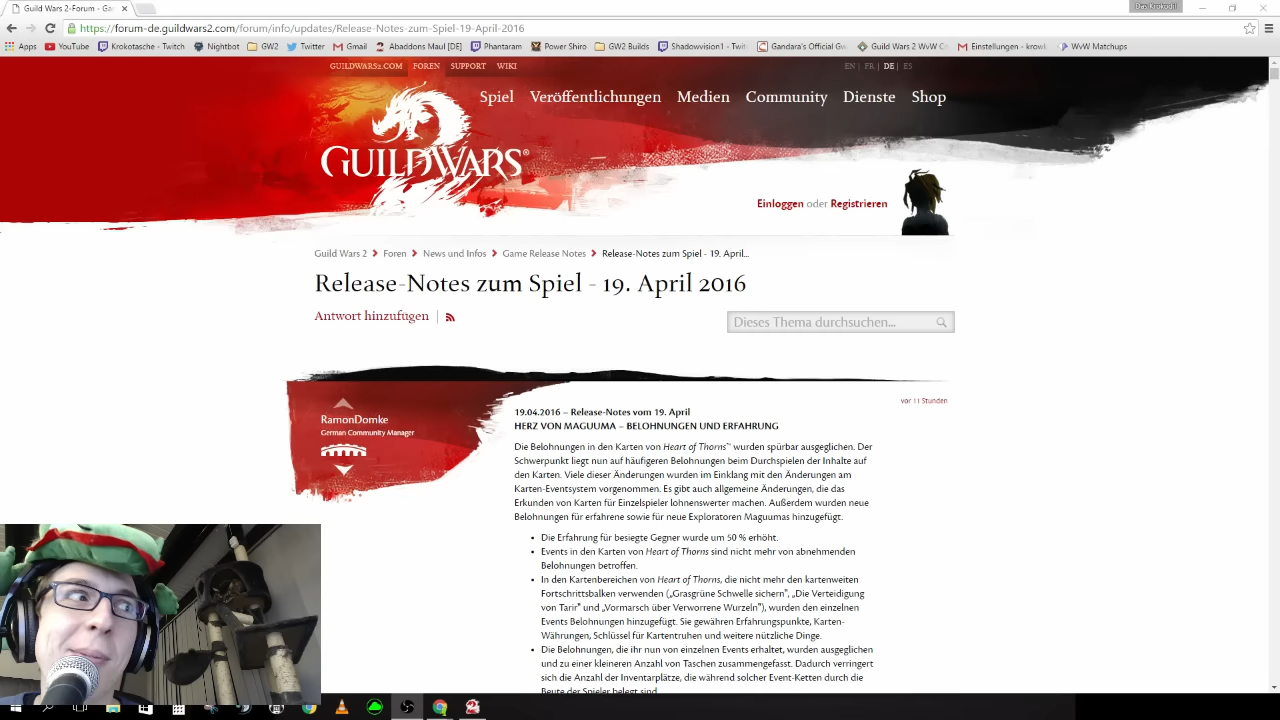 Guild Wars 2-Forum - Ga
Das Krokodil
https://forum-de.guildwars2.com/forum/info/updates/Release-Notes-zum-Spiel-19-April-2016
Apps YouTube Krokotasche - Twitch Nightbot GW2 Twitter Gmail Abaddons Maul [DE] Phantaram Power Shiro GW2 Builds Shadowvision1 - Twit Gandara's Official Gw Guild Wars 2 WvW C Einstellungen - krowl WvW Matchups
GUILDWARS2.COM FOREN SUPPORT WIKI EN | FR | DE | ES
Spiel Veröffentlichungen Medien Community Dienste Shop
GUILD WARS 2®
Einloggen oder Registrieren
Guild Wars 2 Foren News und Infos Game Release Notes Release-Notes zum Spiel - 19. April...
Release-Notes zum Spiel - 19. April 2016
Antwort hinzufügen
Dieses Thema durchsuchen...
vor 11 Stunden
RamonDomke
German Community Manager
19.04.2016 – Release-Notes vom 19. April
HERZ VON MAGUUMA – BELOHNUNGEN UND ERFAHRUNG
Die Belohnungen in den Karten von Heart of Thorns™ wurden spürbar ausgeglichen. Der
Schwerpunkt liegt nun auf häufigeren Belohnungen beim Durchspielen der Inhalte auf
den Karten. Viele dieser Änderungen wurden im Einklang mit den Änderungen am
Karten-Eventsystem vorgenommen. Es gibt auch allgemeine Änderungen, die das
Erkunden von Karten für Einzelspieler lohnenswerter machen. Außerdem wurden neue
Belohnungen für erfahrene sowie für neue Exploratoren Maguumas hinzugefügt.
• Die Erfahrung für besiegte Gegner wurde um 50 % erhöht.
• Events in den Karten von Heart of Thorns sind nicht mehr von abnehmenden
Belohnungen betroffen.
• In den Kartenbereichen von Heart of Thorns, die nicht mehr den kartenweiten
Fortschrittsbalken verwenden („Grasgrüne Schwelle sichern", „Die Verteidigung
von Tarir" und „Vormarsch über Verworrene Wurzeln"), wurden den einzelnen
Events Belohnungen hinzugefügt. Sie gewähren Erfahrungspunkte, Karten-
Währungen, Schlüssel für Kartentruhen und weitere nützliche Dinge.
• Die Belohnungen, die ihr nun von einzelnen Events erhaltet, wurden ausgeglichen
und zu einer kleineren Anzahl von Taschen zusammengefasst. Dadurch verringert
sich die Anzahl der Inventarplätze, die während solcher Event-Ketten durch die
Beute der Spieler belegt sind